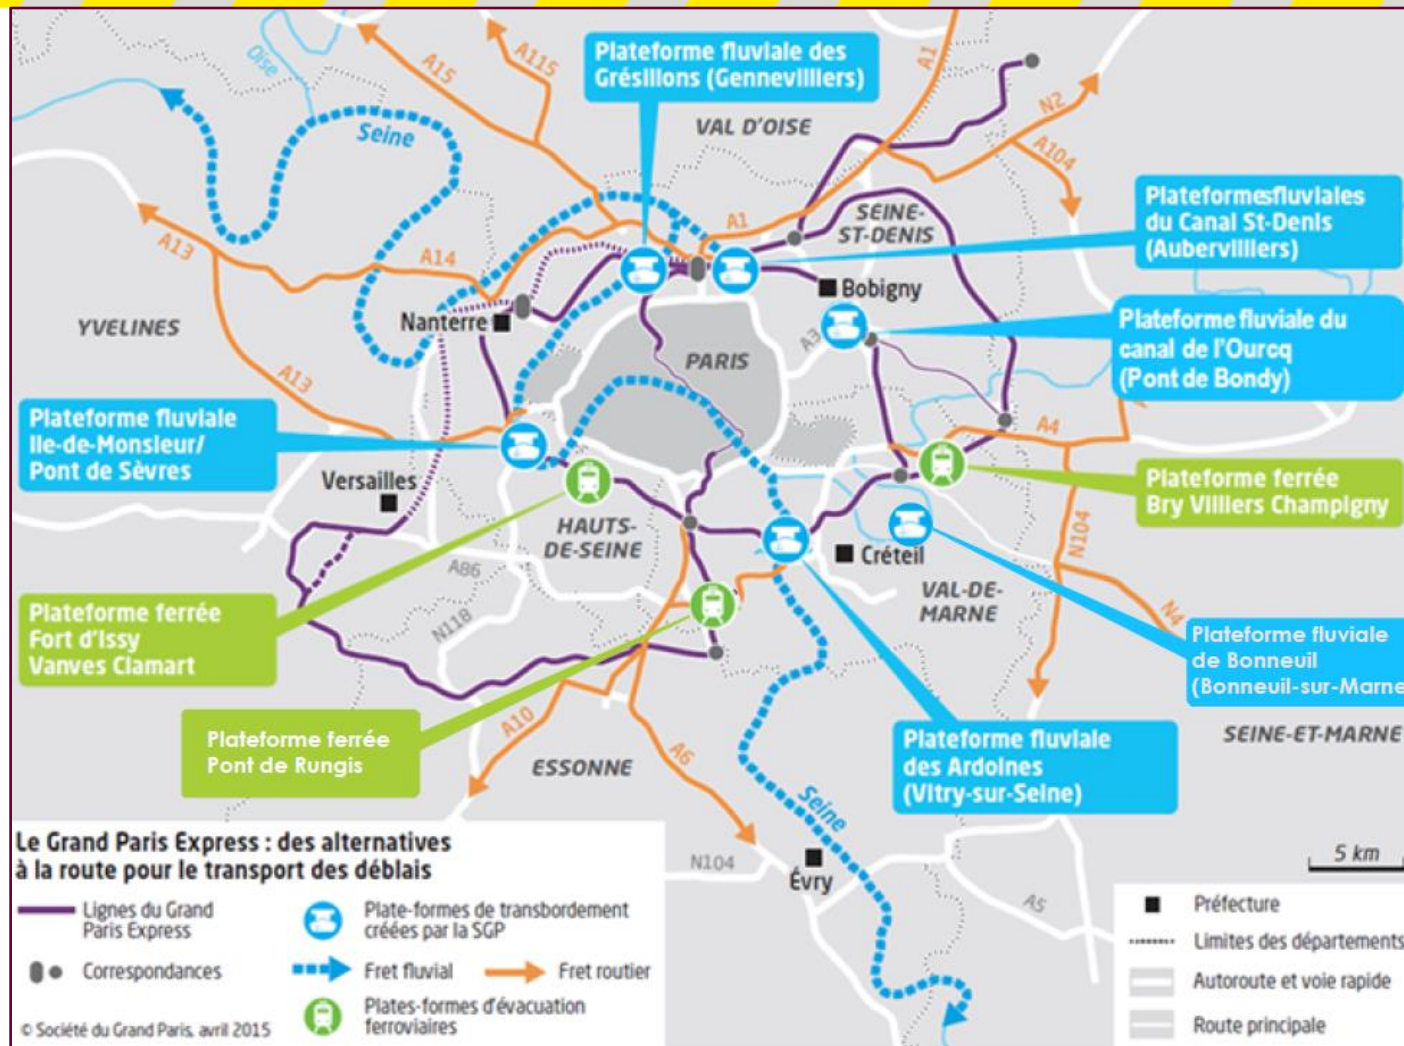 Plateforme fluviale des
Grésillons (Gennevilliers)
A15
A115
A1
Oise
Seine
VAL D'OISE
N2
A104
Plateformesfluviales
du Canal St-Denis
(Aubervilliers)
SEINE-
ST-DENIS
A13
A14
A1
Bobigny
YVELINES
Nanterre
PARIS
A3
Plateforme fluviale du
canal de l'Ourcq
(Pont de Bondy)
A13
Plateforme fluviale
Ile-de-Monsieur/
Pont de Sèvres
A4
Versailles
Plateforme ferrée
Bry Villiers Champigny
HAUTS-
DE-SEINE
N104
A86
Créteil
VAL-DE-
MARNE
N118
N4
Plateforme ferrée
Fort d'Issy
Vanves Clamart
Plateforme fluviale
de Bonneuil
(Bonneuil-sur-Marne
Plateforme ferrée
Pont de Rungis
A10
A6
ESSONNE
Plateforme fluviale
des Ardoines
(Vitry-sur-Seine)
SEINE-ET-MARNE
Seine
N104
Évry
A5
5 km
Le Grand Paris Express : des alternatives
à la route pour le transport des déblais
Lignes du Grand
Paris Express
Plate-formes de transbordement
créées par la SGP
Correspondances
Fret fluvial
Fret routier
Plates-formes d'évacuation
ferroviaires
© Société du Grand Paris, avril 2015
Préfecture
Limites des départements
Autoroute et voie rapide
Route principale